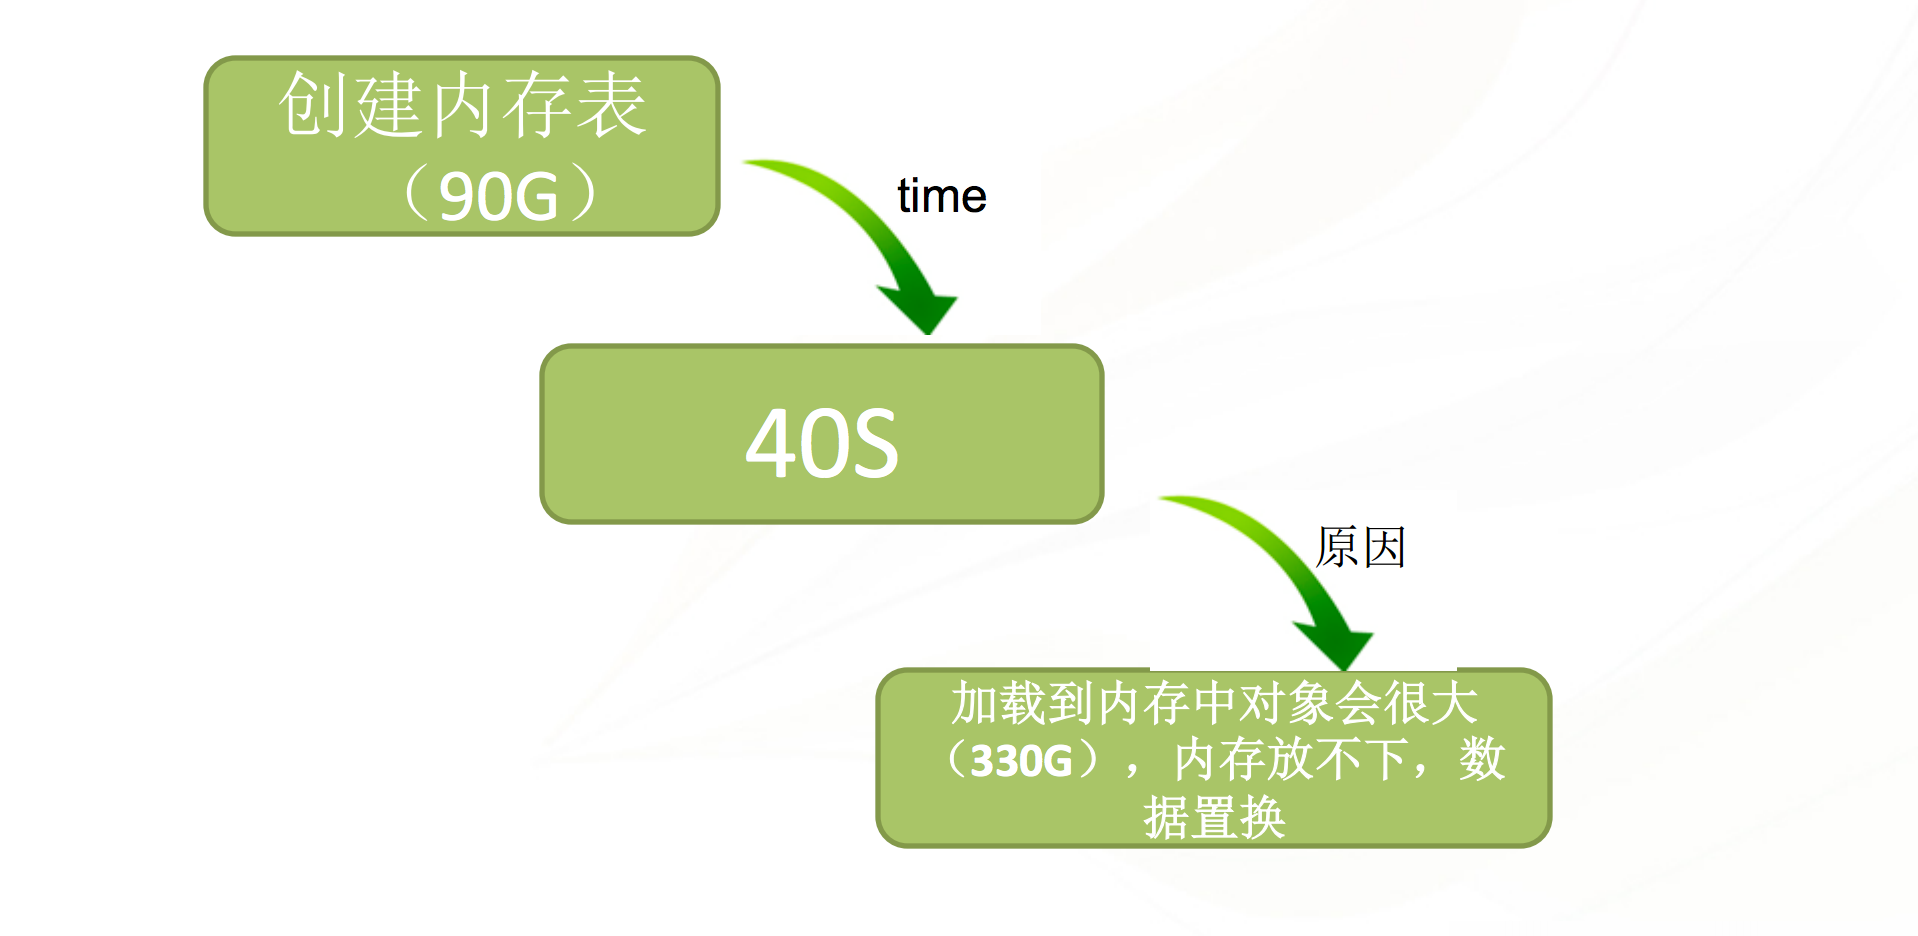 创建内存表
（90G）
time
40S
原因
加载到内存中对象会很大
（330G），内存放不下，数
据置换